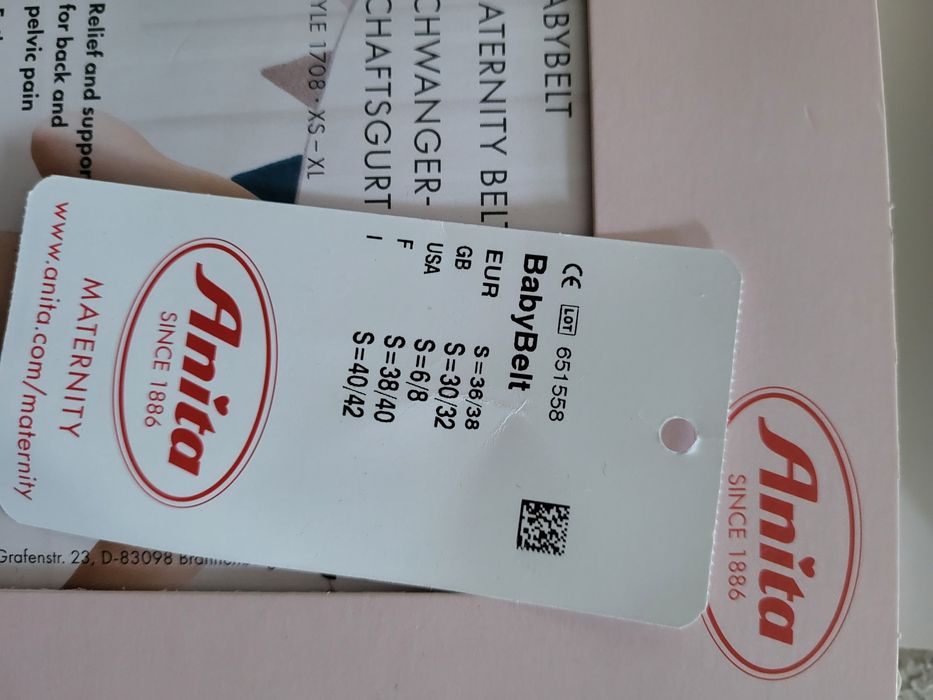 CE LOT 651558
BabyBelt
EUR S=36/38
GB S=30/32
USA S=6/8
F S=38/40
I S=40/42
Anita
SINCE 1886
MATERNITY
www.anita.com/maternity
ABYBELT
ATERNITY BELT
CHWANGER-
CHAFTSGURT
YLE 1708 · XS – XL
Relief and support
for back and
pelvic pain
Grafenstr. 23, D-83098
Anita
SINCE 1886